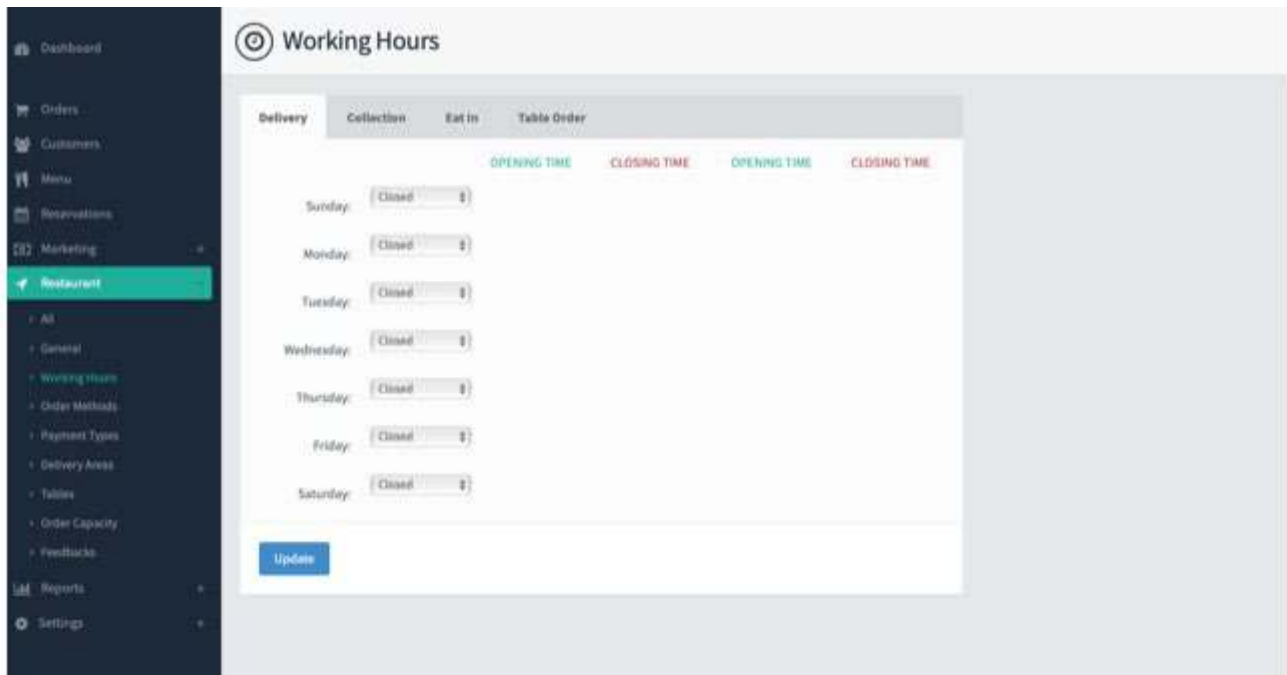 Working Hours
Dashboard
Orders
Customers
Menu
Reservations
Marketing +
Restaurant -
All
General
Working Hours
Order Methods
Payment Types
Delivery Areas
Tables
Order Capacity
Feedbacks
Reports +
Settings +
Delivery Collection Eat In Table Order
OPENING TIME CLOSING TIME OPENING TIME CLOSING TIME
Sunday: Closed
Monday: Closed
Tuesday: Closed
Wednesday: Closed
Thursday: Closed
Friday: Closed
Saturday: Closed
Update